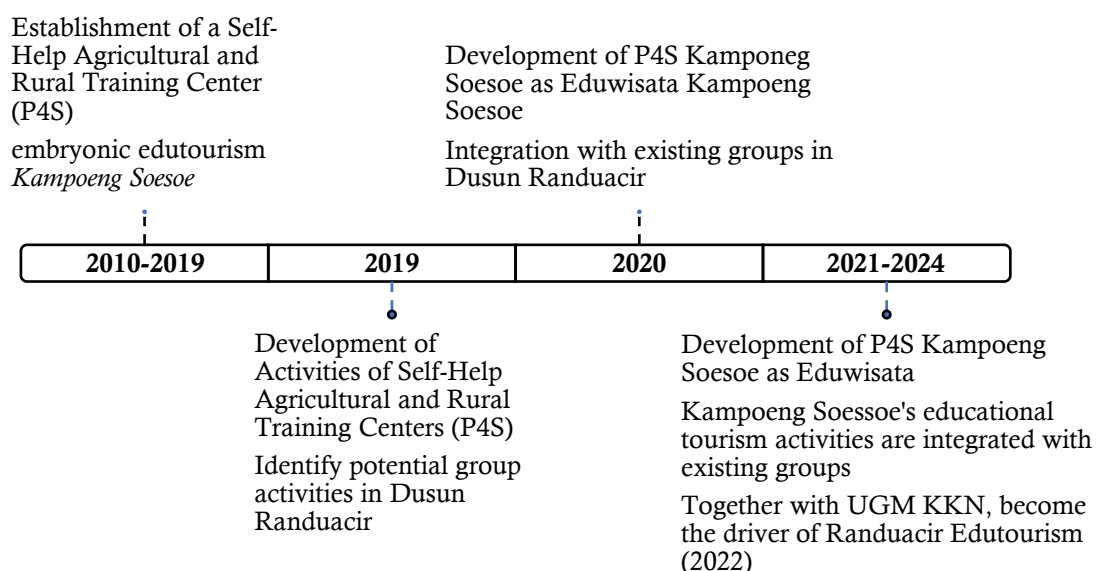 Establishment of a Self-
Help Agricultural and
Rural Training Center
(P4S)
embryonic edutourism
Kampoeng Soesoe
Development of P4S Kamponeg
Soesoe as Eduwisata Kampoeng
Soesoe
Integration with existing groups in
Dusun Randuacir
2010-2019
2019
2020
2021-2024
Development of
Activities of Self-Help
Agricultural and Rural
Training Centers (P4S)
Identify potential group
activities in Dusun
Randuacir
Development of P4S Kampoeng
Soesoe as Eduwisata
Kampoeng Soessoe's educational
tourism activities are integrated with
existing groups
Together with UGM KKN, become
the driver of Randuacir Edutourism
(2022)